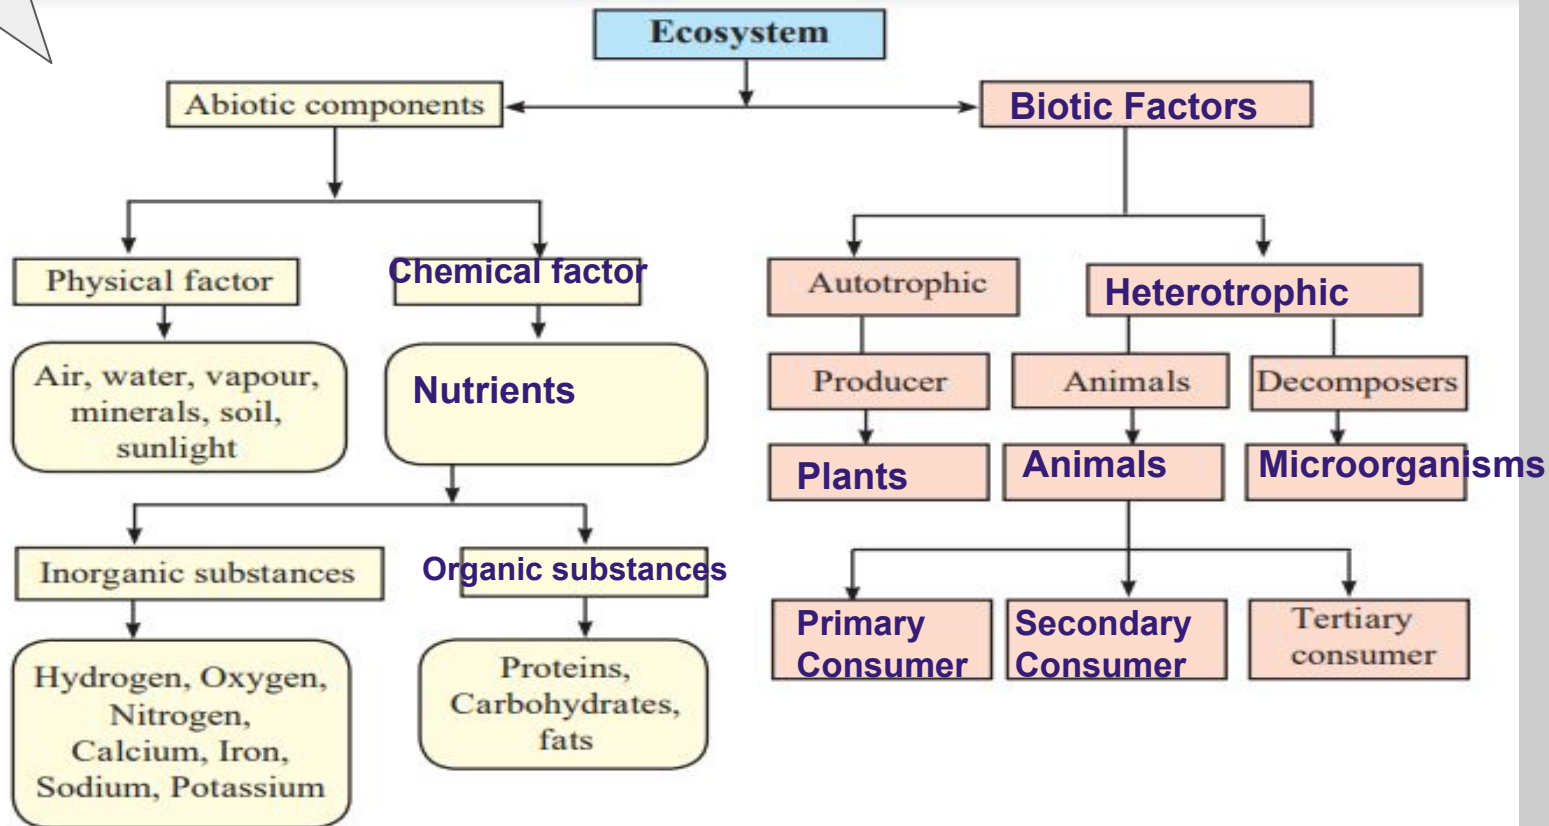 Ecosystem
Abiotic components
Biotic Factors
Physical factor
Chemical factor
Autotrophic
Heterotrophic
Air, water, vapour,
minerals, soil,
sunlight
Nutrients
Producer
Animals
Decomposers
Plants
Animals
Microorganisms
Inorganic substances
Organic substances
Primary
Consumer
Secondary
Consumer
Tertiary
consumer
Hydrogen, Oxygen,
Nitrogen,
Calcium, Iron,
Sodium, Potassium
Proteins,
Carbohydrates,
fats